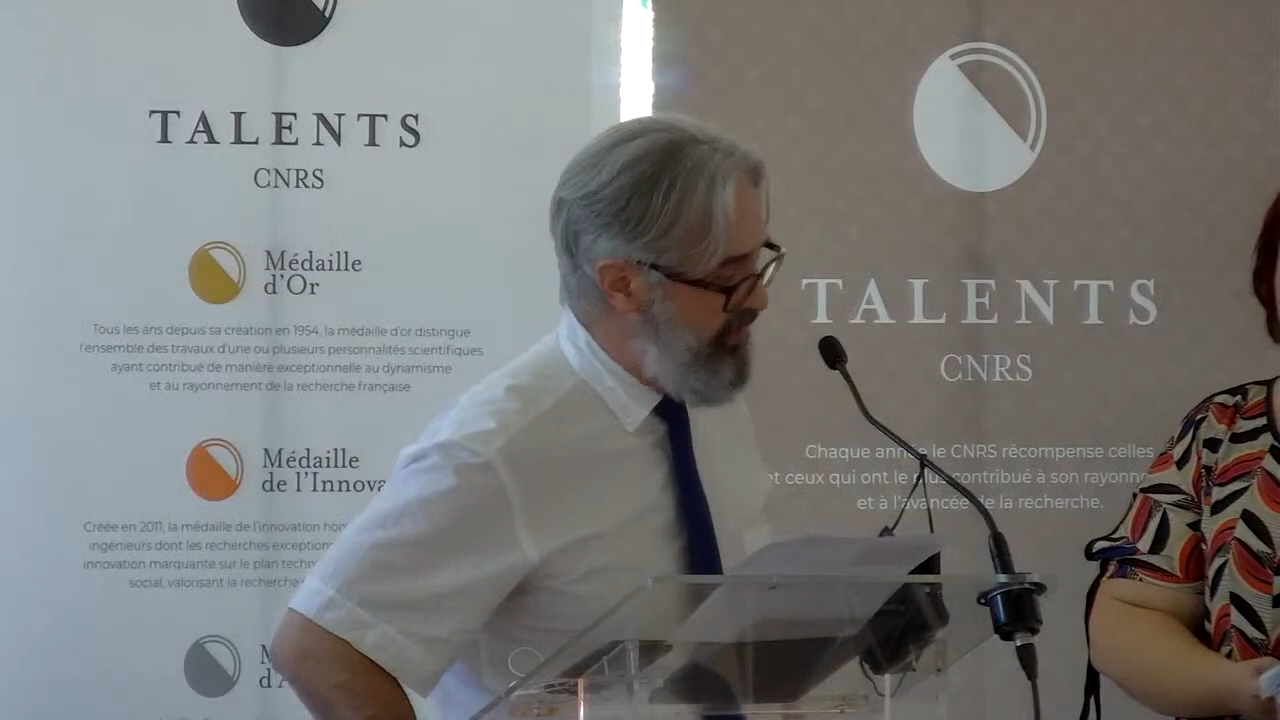 TALENTS
CNRS
Médaille
d'Or
Tous les ans depuis sa création en 1954, la médaille d'or distingue
l'ensemble des travaux d'une ou plusieurs personnalités scientifiques
ayant contribué de manière exceptionnelle au dynamisme
et au rayonnement de la recherche française
Médaille
de l'Innova
Créée en 2011, la médaille de l'innovation hon
ingénieurs dont les recherches exception
innovation marquante sur le plan techn
social, valorisant la recherche
M
d'A
TALENTS
CNRS
Chaque année le CNRS récompense celles
et ceux qui ont le plus contribué à son rayonne
et à l'avancée de la recherche.